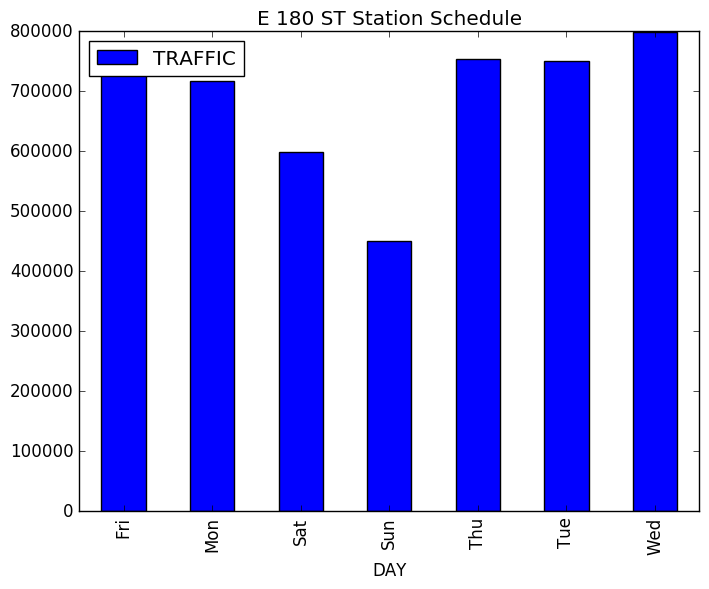 E 180 ST Station Schedule
TRAFFIC
800000
700000
600000
500000
400000
300000
200000
100000
0
Fri
Mon
Sat
Sun
Thu
Tue
Wed
DAY